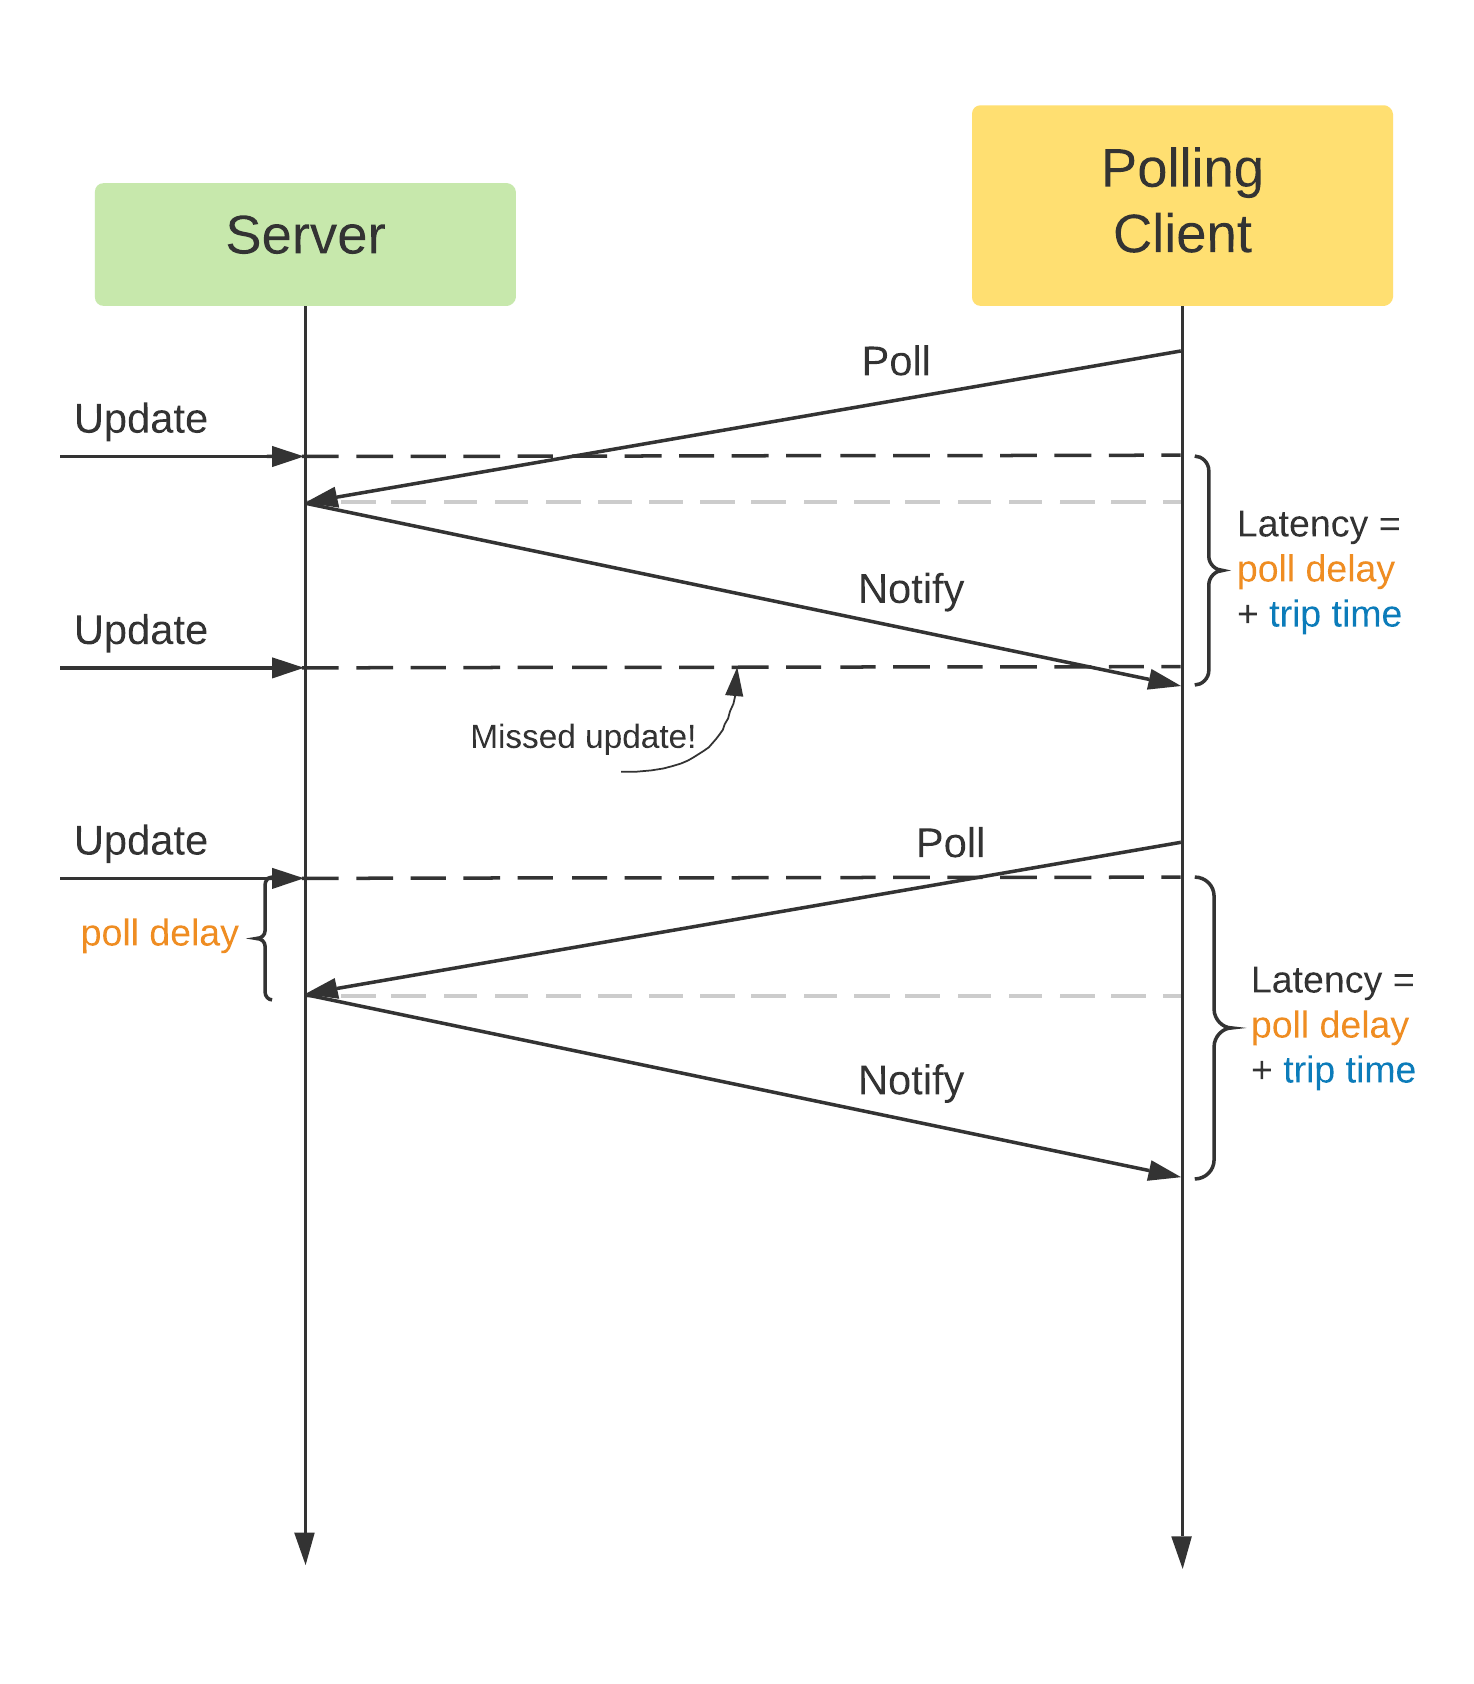 Polling
Client
Server
Poll
Update
Latency =
poll delay
+ trip time
Notify
Update
Missed update!
Update
Poll
poll delay
Latency =
poll delay
+ trip time
Notify